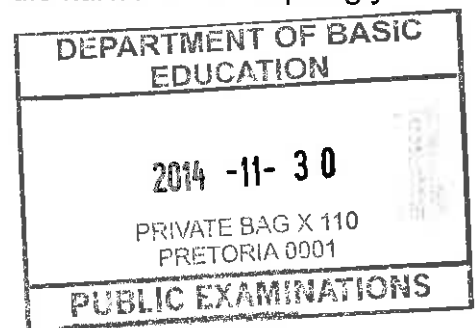 DEPARTMENT OF BASIC
EDUCATION
2014 -11- 30
PRIVATE BAG X 110
PRETORIA 0001
PUBLIC EXAMINATIONS